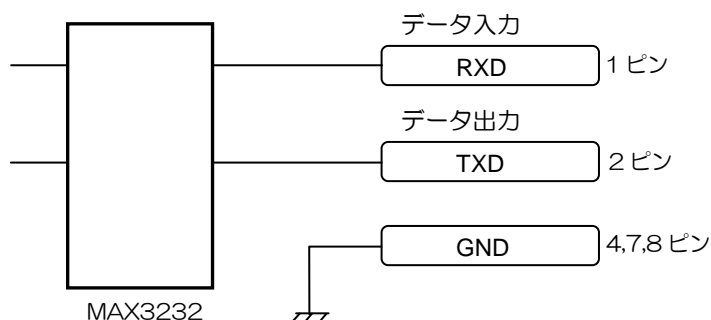 データ入力
RXD 1ピン
データ出力
TXD 2ピン
GND 4,7,8ピン
MAX3232